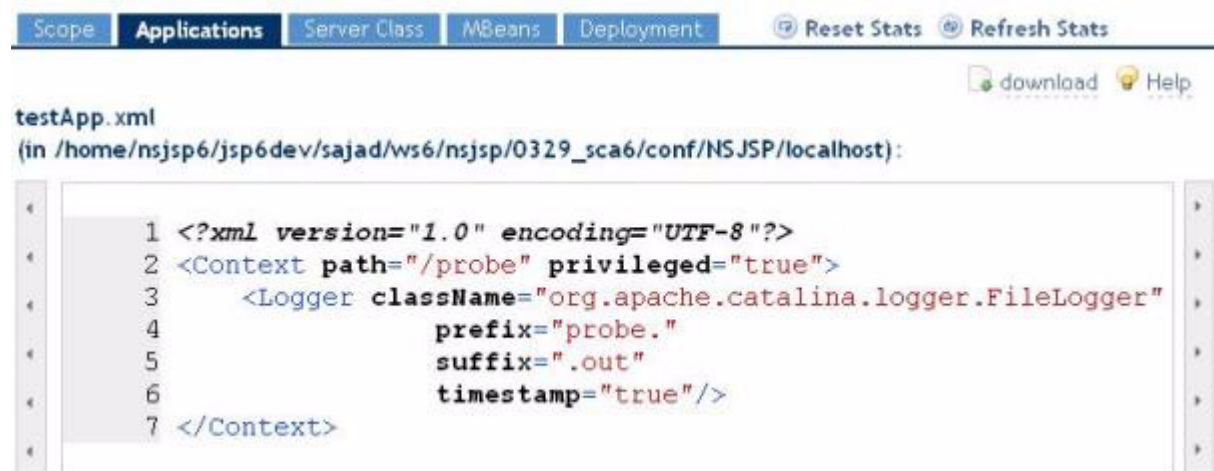 Scope Applications Server Class MBeans Deployment Reset Stats Refresh Stats
download Help
testApp.xml
(in /home/nsjsp6/jsp6dev/sajad/ws6/nsjsp/0329_sca6/conf/NSJSP/localhost):
1 <?xml version="1.0" encoding="UTF-8"?>
2 <Context path="/probe" privileged="true">
3 <Logger className="org.apache.catalina.logger.FileLogger"
4 prefix="probe."
5 suffix=".out"
6 timestamp="true"/>
7 </Context>